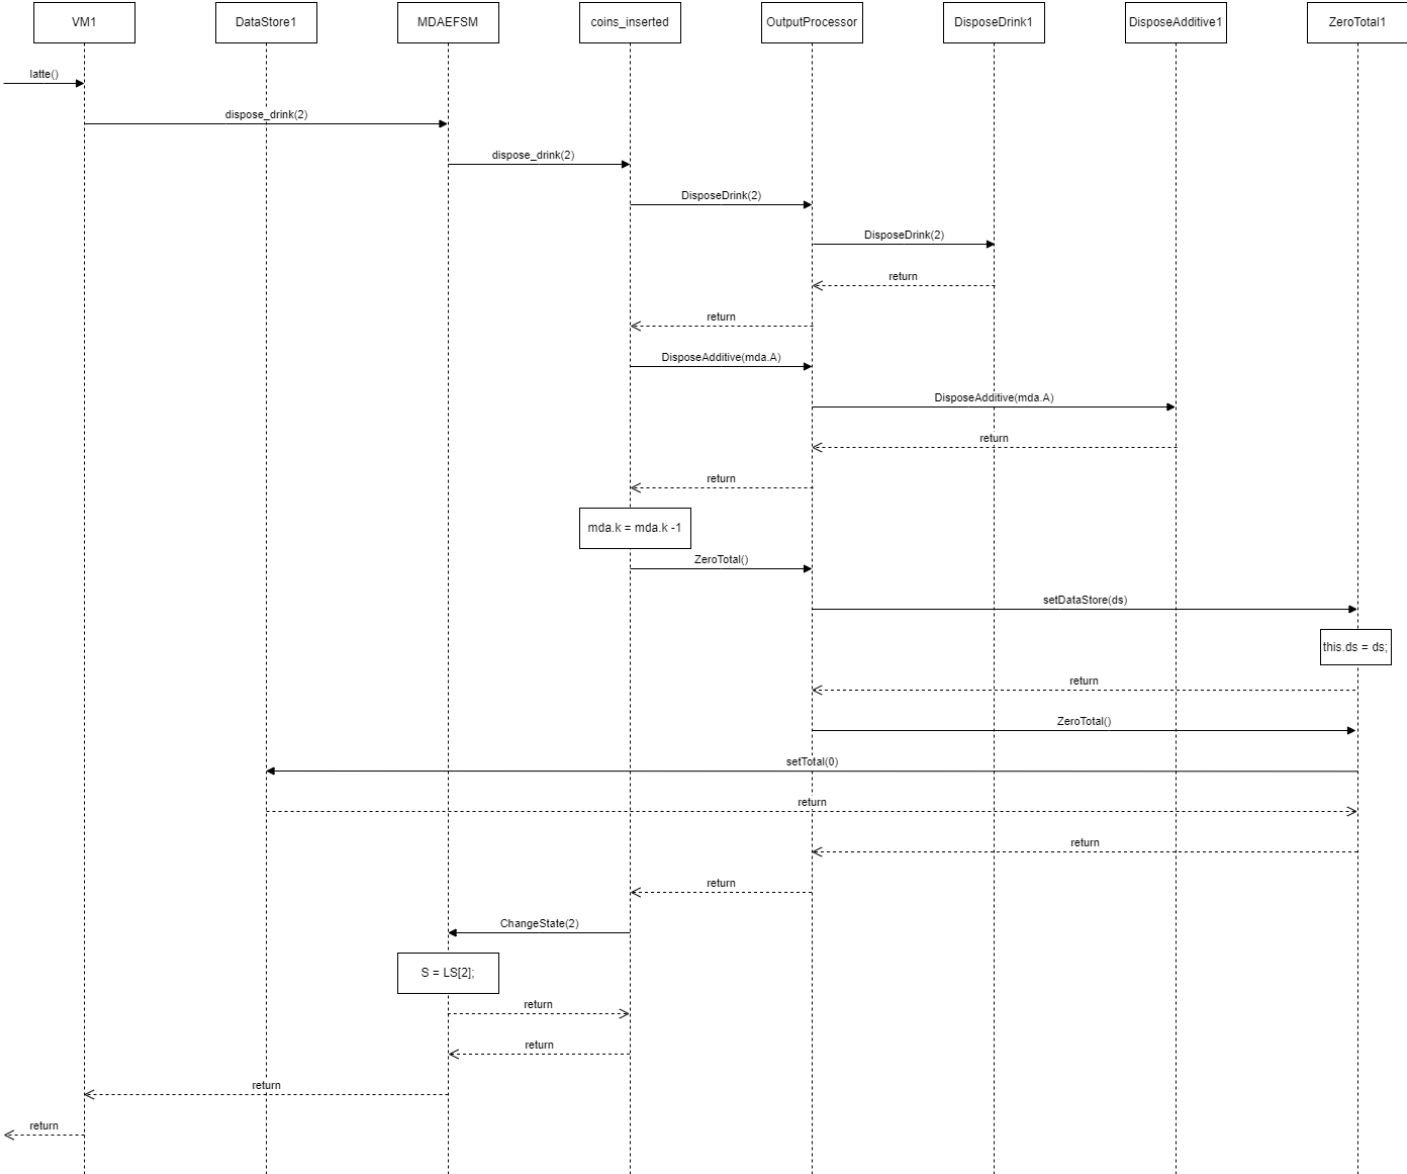 VM1
DataStore1
MDAEFSM
coins_inserted
OutputProcessor
DisposeDrink1
DisposeAdditive1
ZeroTotal1
latte()
dispose_drink(2)
dispose_drink(2)
DisposeDrink(2)
DisposeDrink(2)
return
return
DisposeAdditive(mda.A)
DisposeAdditive(mda.A)
return
return
mda.k = mda.k -1
ZeroTotal()
setDataStore(ds)
this.ds = ds;
return
ZeroTotal()
setTotal(0)
return
return
return
ChangeState(2)
S = LS[2];
return
return
return
return